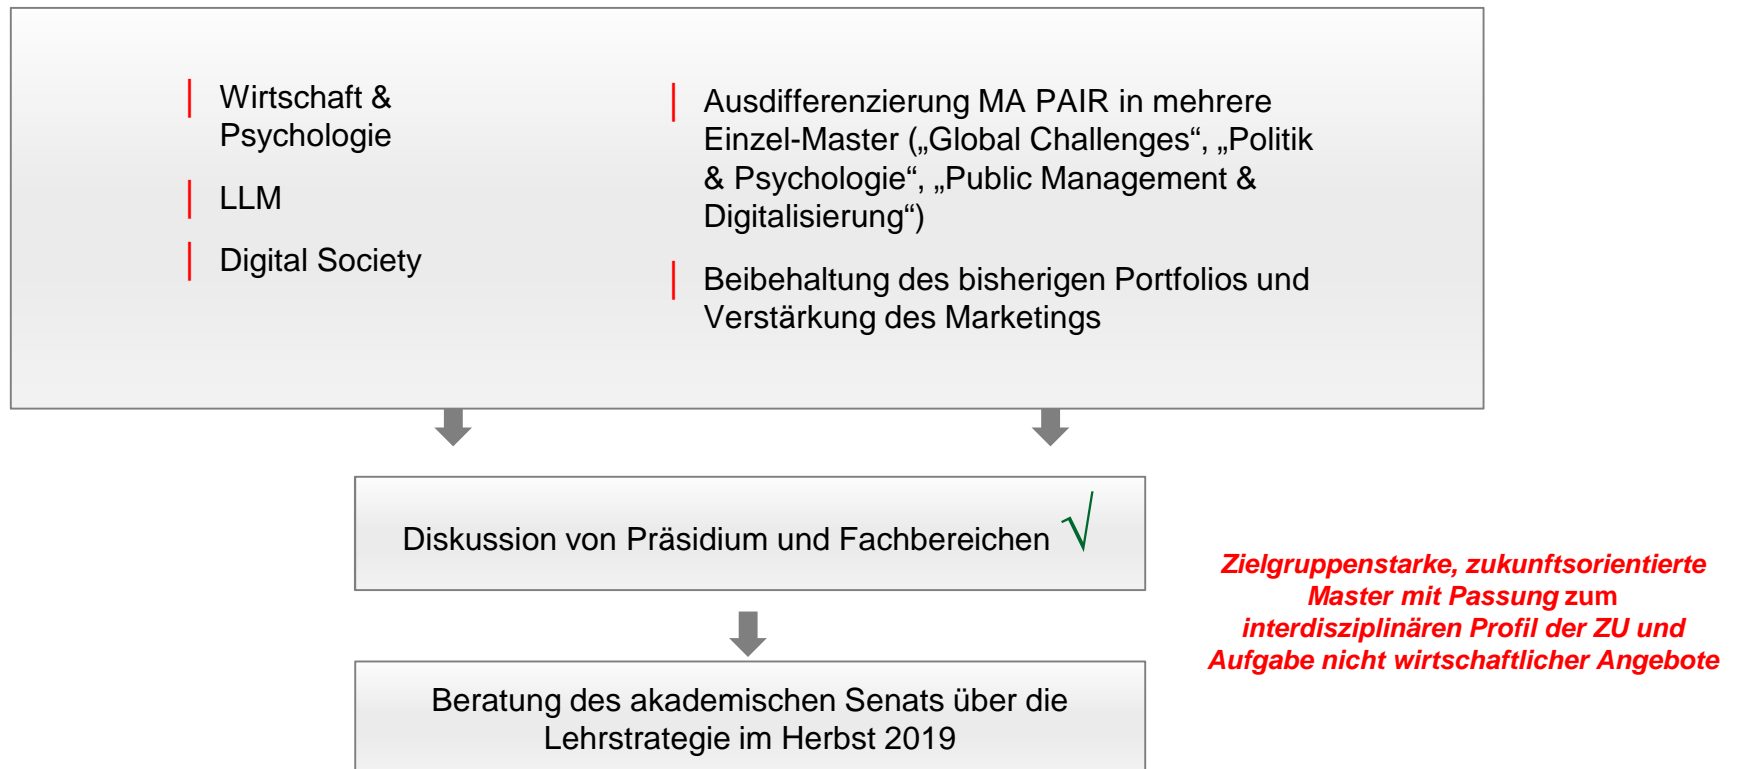 Wirtschaft &
Psychologie
LLM
Digital Society
Ausdifferenzierung MA PAIR in mehrere
Einzel-Master („Global Challenges“, „Politik
& Psychologie“, „Public Management &
Digitalisierung“)
Beibehaltung des bisherigen Portfolios und
Verstärkung des Marketings
Diskussion von Präsidium und Fachbereichen √
Zielgruppenstarke, zukunftsorientierte
Master mit Passung zum
interdisziplinären Profil der ZU und
Aufgabe nicht wirtschaftlicher Angebote
Beratung des akademischen Senats über die
Lehrstrategie im Herbst 2019